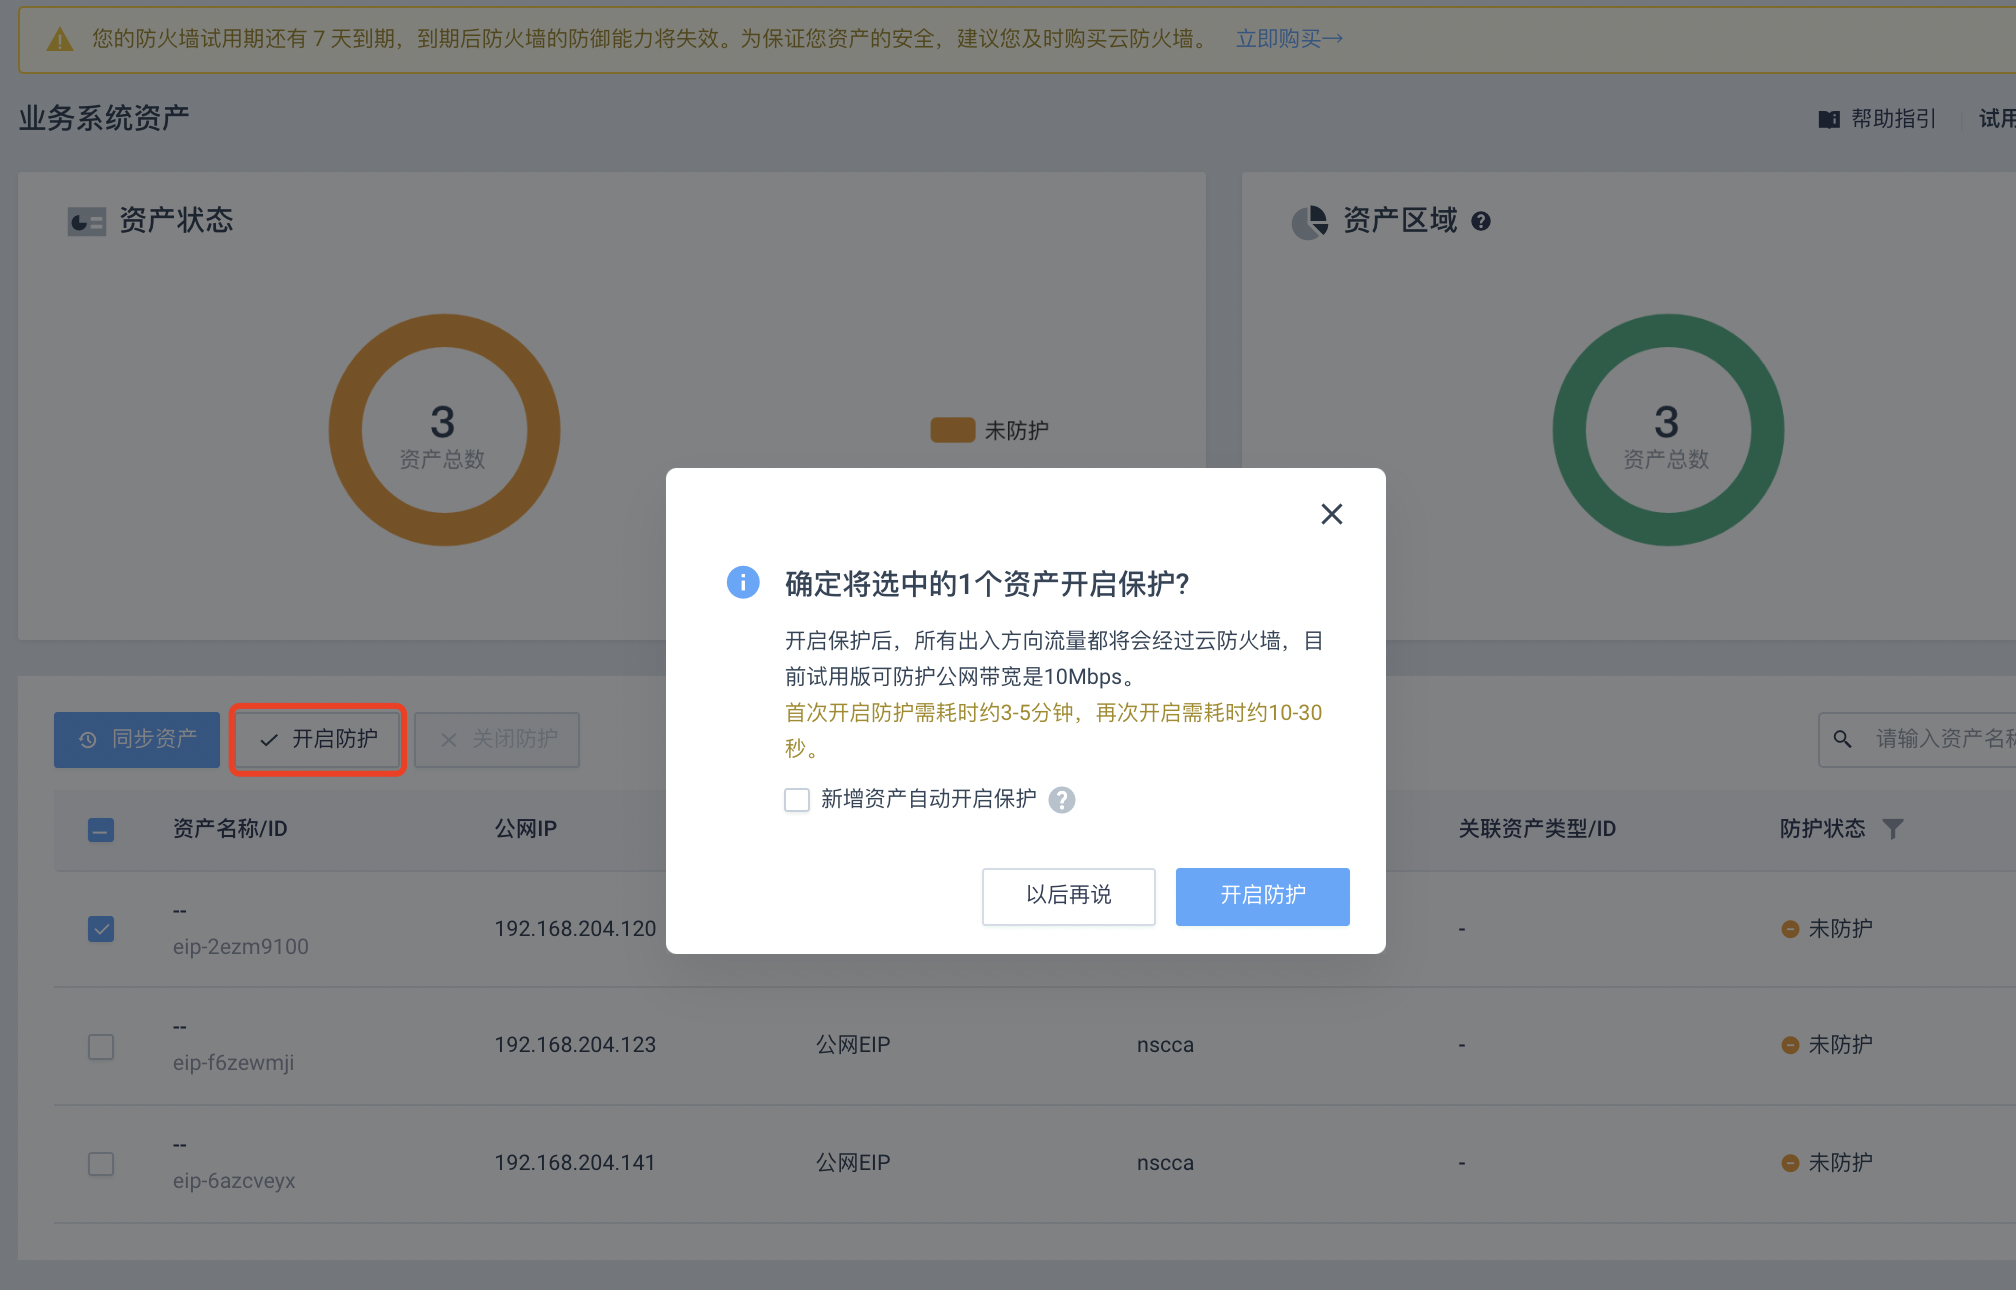 您的防火墙试用期还有 7 天到期，到期后防火墙的防御能力将失效。为保证您资产的安全，建议您及时购买云防火墙。 立即购买→
业务系统资产
帮助指引
试用
资产状态
3
资产总数
未防护
资产区域
3
资产总数
确定将选中的1个资产开启保护?
开启保护后，所有出入方向流量都将会经过云防火墙，目
前试用版可防护公网带宽是10Mbps。
首次开启防护需耗时约3-5分钟，再次开启需耗时约10-30
秒。
新增资产自动开启保护
以后再说 开启防护
同步资产 开启防护 关闭防护
请输入资产名称
资产名称/ID 公网IP 关联资产类型/ID 防护状态
--
eip-2ezm9100
192.168.204.120 - 未防护
--
eip-f6zewmji
192.168.204.123 公网EIP nscca - 未防护
--
eip-6azcveyx
192.168.204.141 公网EIP nscca - 未防护